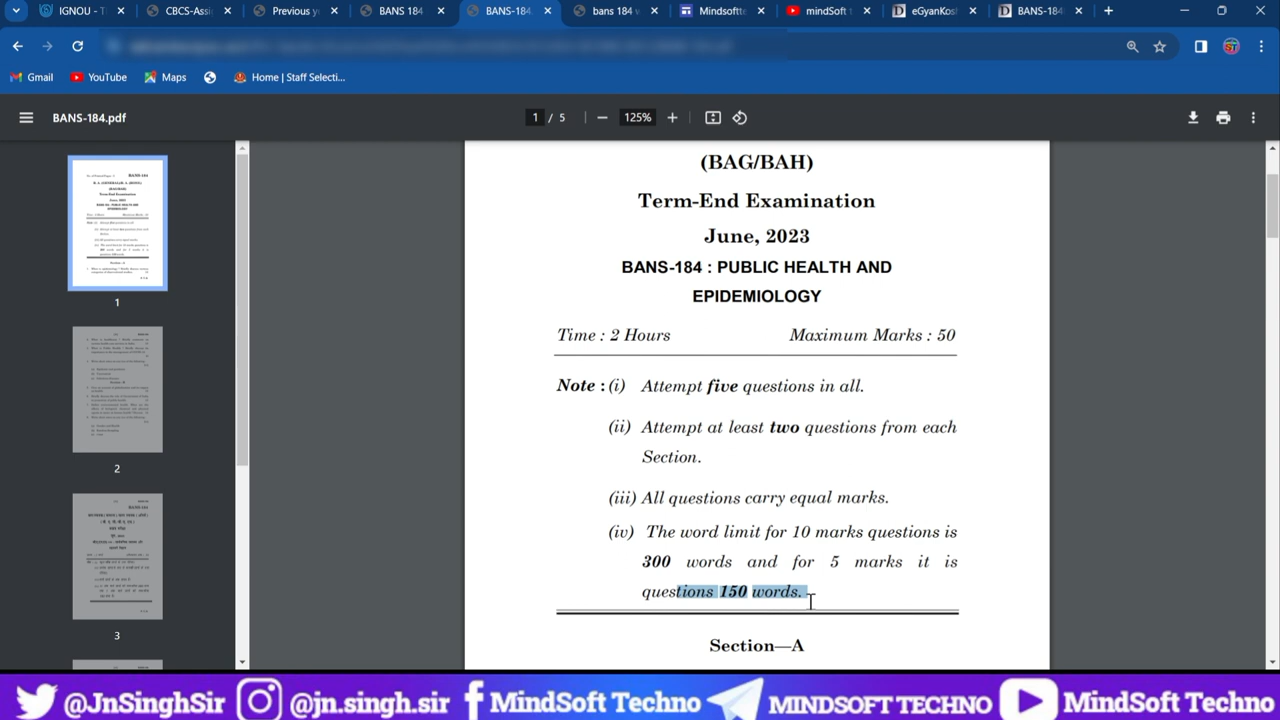 IGNOU - T
CBCS-Assi
Previous y
BANS 184
BANS-184
bans 184 v
Mindsoftte
mindSoft t
eGyanKosh
BANS-184
Gmail
YouTube
Maps
Home | Staff Selecti...
BANS-184.pdf
1 / 5
125%
1
2
3
(BAG/BAH)
Term-End Examination
June, 2023
BANS-184 : PUBLIC HEALTH AND
EPIDEMIOLOGY
Time : 2 Hours Maximum Marks : 50
Note : (i) Attempt five questions in all.
(ii) Attempt at least two questions from each
Section.
(iii) All questions carry equal marks.
(iv) The word limit for 10 marks questions is
300 words and for 5 marks it is
questions 150 words.
Section—A
@JnSinghSir @jn.singh.sir MindSoft Techno MINDSOFT TECHNO MindSoft Techno